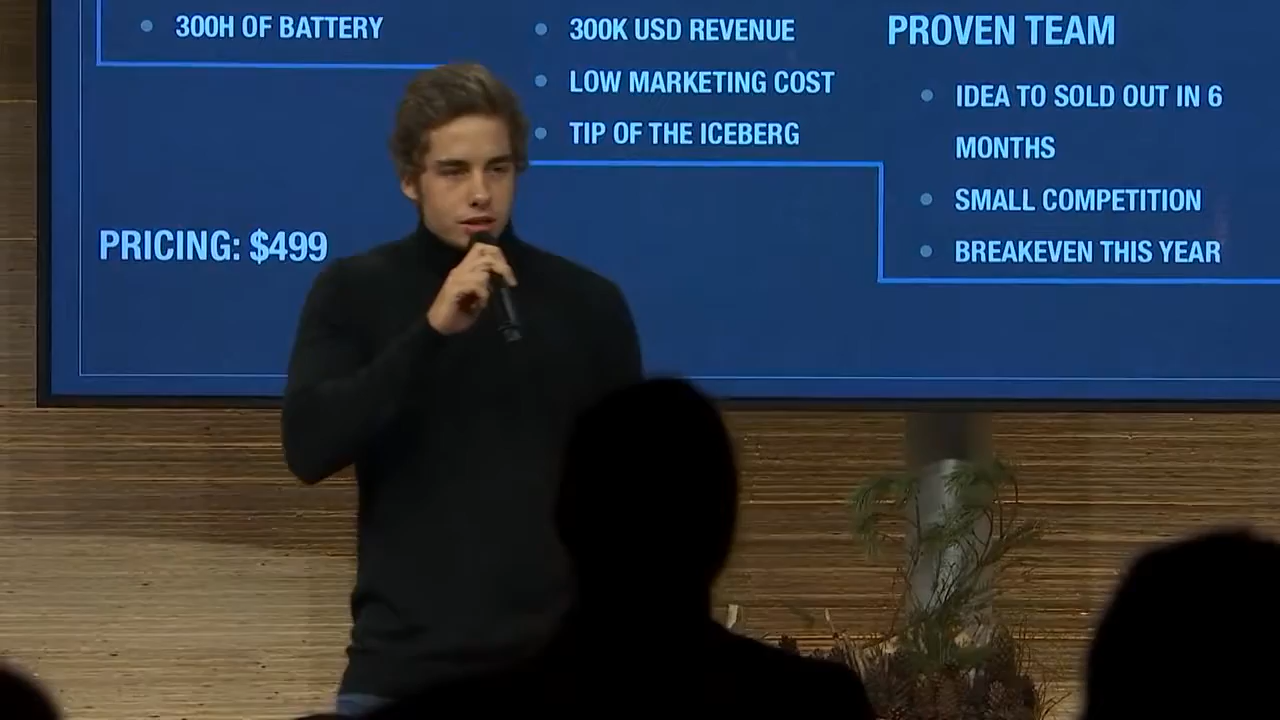 300H OF BATTERY
PRICING: $499
300K USD REVENUE
LOW MARKETING COST
TIP OF THE ICEBERG
PROVEN TEAM
IDEA TO SOLD OUT IN 6
MONTHS
SMALL COMPETITION
BREAKEVEN THIS YEAR